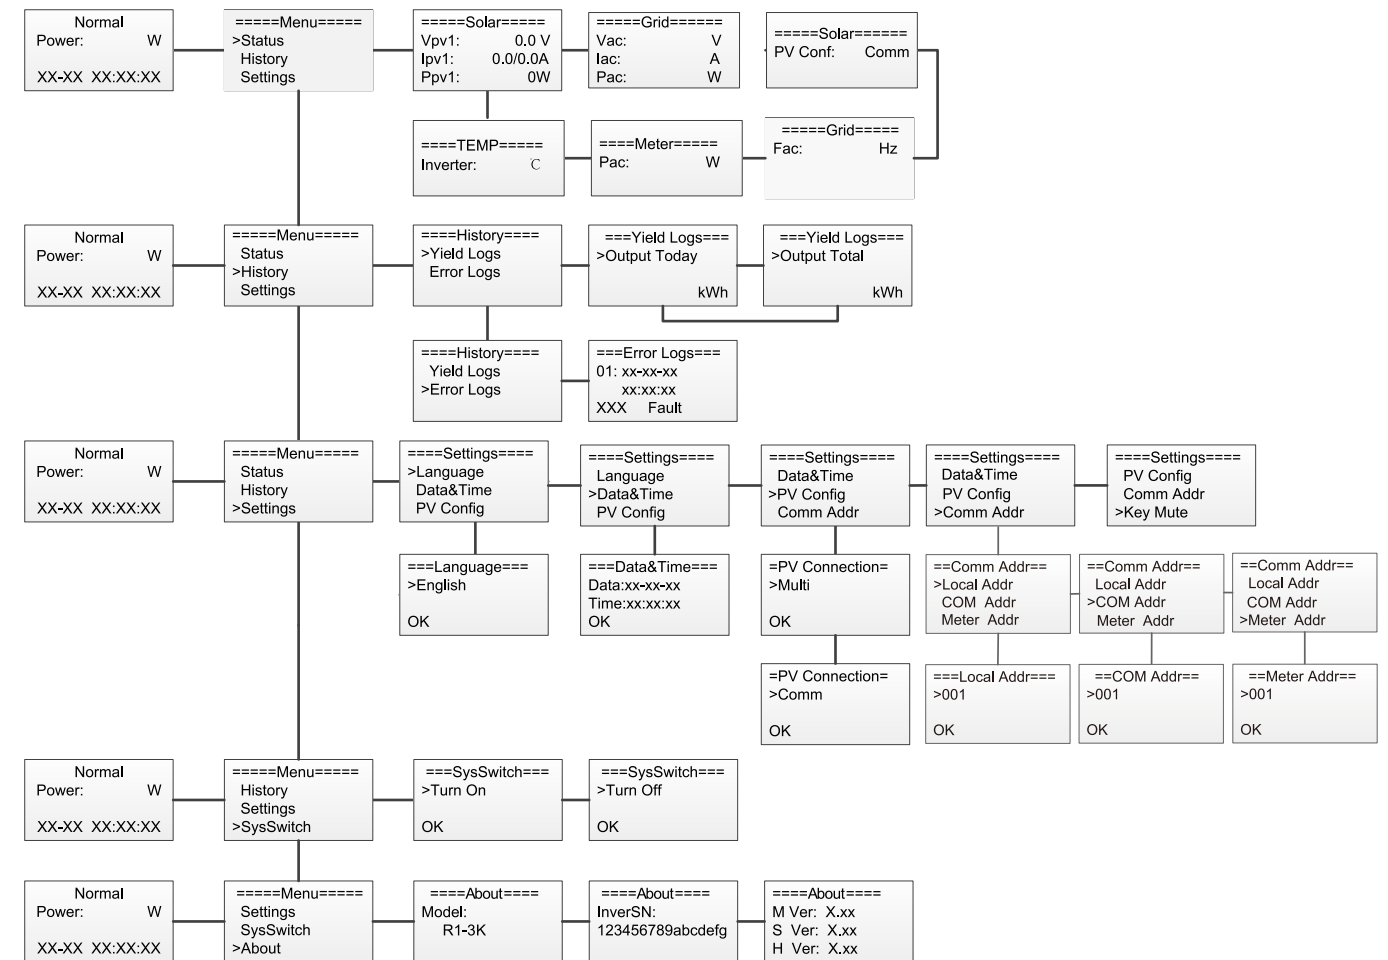 Normal
Power: W
XX-XX XX:XX:XX
=====Menu=====
>Status
History
Settings
=====Solar=====
Vpv1: 0.0 V
Ipv1: 0.0/0.0A
Ppv1: 0W
=====Grid======
Vac: V
Iac: A
Pac: W
=====Solar======
PV Conf: Comm
====TEMP=====
Inverter: ℃
====Meter=====
Pac: W
=====Grid=====
Fac: Hz
Normal
Power: W
XX-XX XX:XX:XX
=====Menu=====
Status
>History
Settings
====History====
>Yield Logs
Error Logs
===Yield Logs===
>Output Today
kWh
===Yield Logs===
>Output Total
kWh
====History====
Yield Logs
>Error Logs
===Error Logs===
01: xx-xx-xx
xx:xx:xx
XXX Fault
Normal
Power: W
XX-XX XX:XX:XX
=====Menu=====
Status
History
>Settings
====Settings====
>Language
Data&Time
PV Config
====Settings====
Language
>Data&Time
PV Config
====Settings====
Data&Time
>PV Config
Comm Addr
====Settings====
Data&Time
PV Config
>Comm Addr
====Settings====
PV Config
Comm Addr
>Key Mute
===Language===
>English
OK
===Data&Time===
Data:xx-xx-xx
Time:xx:xx:xx
OK
=PV Connection=
>Multi
OK
==Comm Addr==
>Local Addr
COM Addr
Meter Addr
==Comm Addr==
Local Addr
>COM Addr
Meter Addr
==Comm Addr==
Local Addr
COM Addr
>Meter Addr
=PV Connection=
>Comm
OK
===Local Addr===
>001
OK
==COM Addr==
>001
OK
==Meter Addr==
>001
OK
Normal
Power: W
XX-XX XX:XX:XX
=====Menu=====
History
Settings
>SysSwitch
===SysSwitch===
>Turn On
OK
===SysSwitch===
>Turn Off
OK
Normal
Power: W
XX-XX XX:XX:XX
=====Menu=====
Settings
SysSwitch
>About
====About====
Model:
R1-3K
====About====
InverSN:
123456789abcdefg
====About====
M Ver: X.xx
S Ver: X.xx
H Ver: X.xx